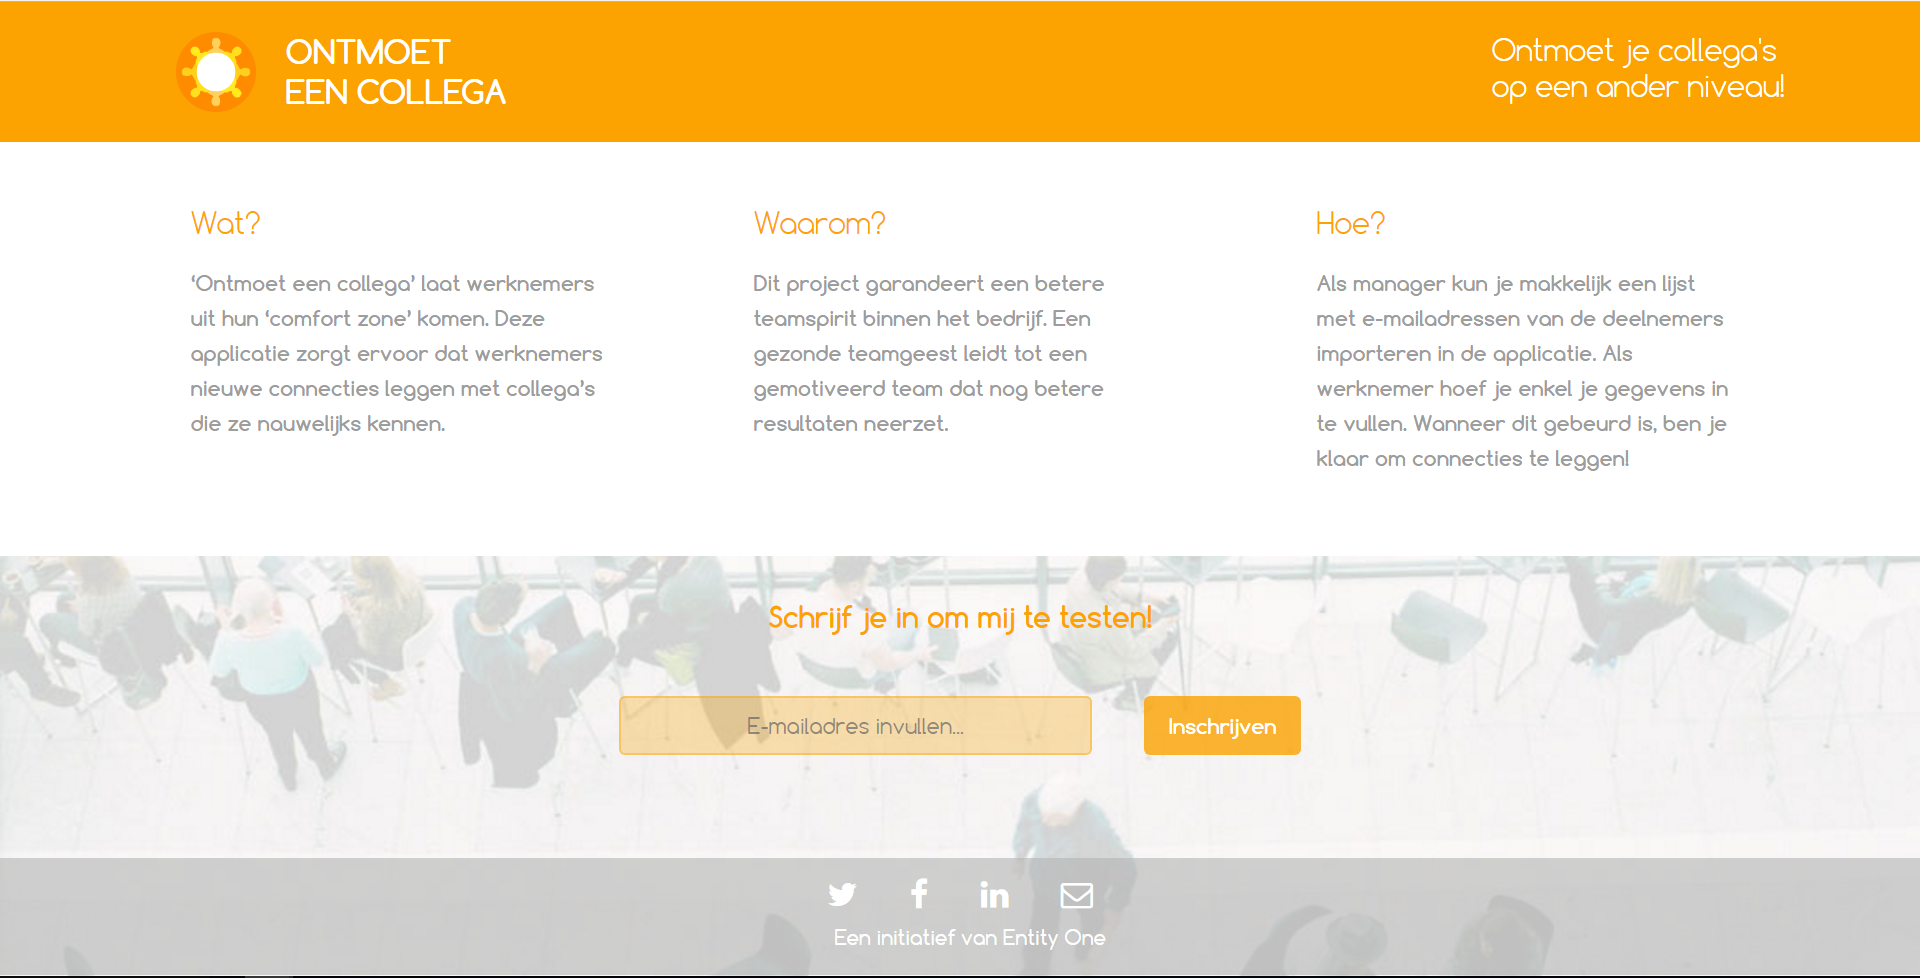 ONTMOET
EEN COLLEGA
Ontmoet je collega's
op een ander niveau!
Wat?
‘Ontmoet een collega’ laat werknemers
uit hun ‘comfort zone’ komen. Deze
applicatie zorgt ervoor dat werknemers
nieuwe connecties leggen met collega’s
die ze nauwelijks kennen.
Waarom?
Dit project garandeert een betere
teamspirit binnen het bedrijf. Een
gezonde teamgeest leidt tot een
gemotiveerd team dat nog betere
resultaten neerzet.
Hoe?
Als manager kun je makkelijk een lijst
met e-mailadressen van de deelnemers
importeren in de applicatie. Als
werknemer hoef je enkel je gegevens in
te vullen. Wanneer dit gebeurd is, ben je
klaar om connecties te leggen!
Schrijf je in om mij te testen!
E-mailadres invullen...
Inschrijven
Een initiatief van Entity One